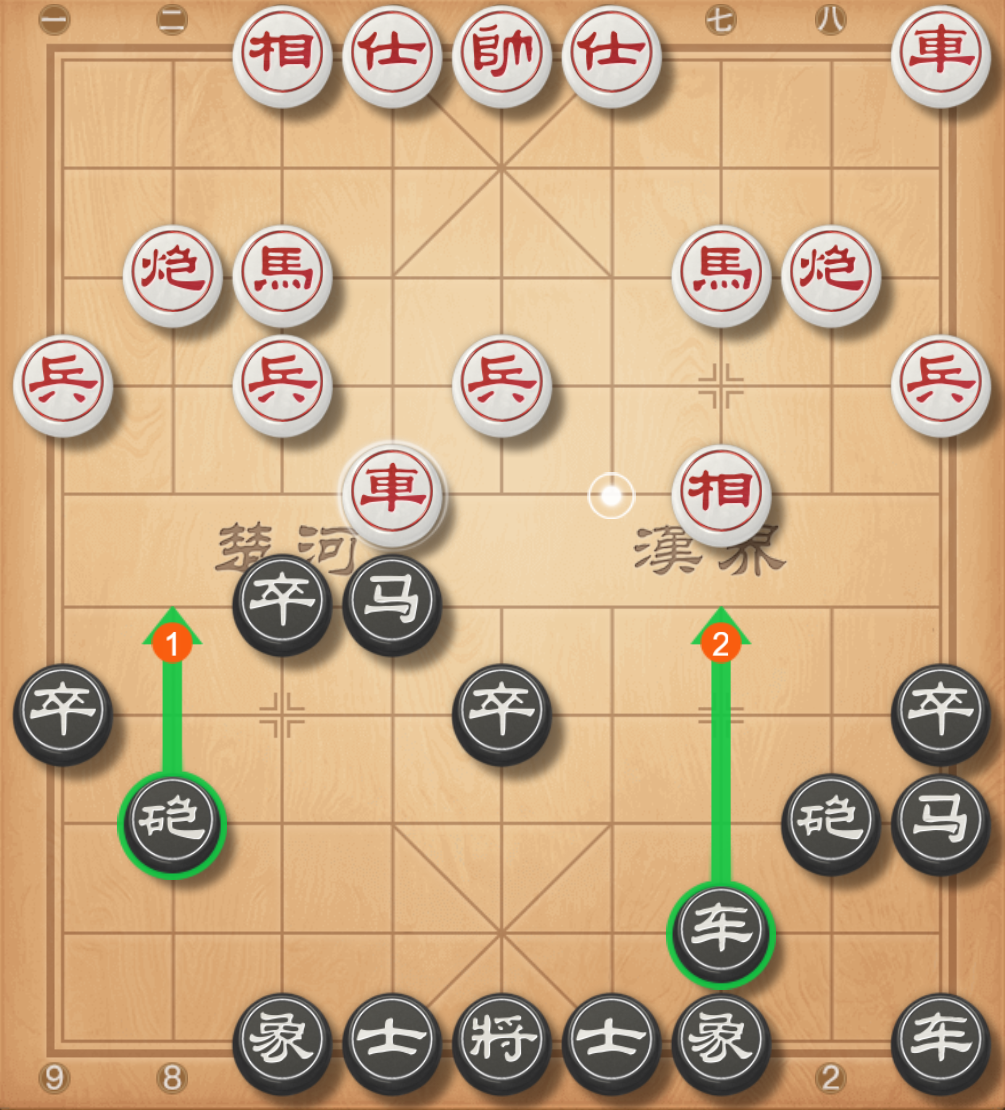 一 二 相 仕 帥 仕 七 八 車
炮 馬 馬 炮
兵 兵 兵 兵
車 相
楚 河 漢 界
卒 马
1 2
卒 卒 卒
砲 砲 马
车
象 士 將 士 象 车
9 8 2